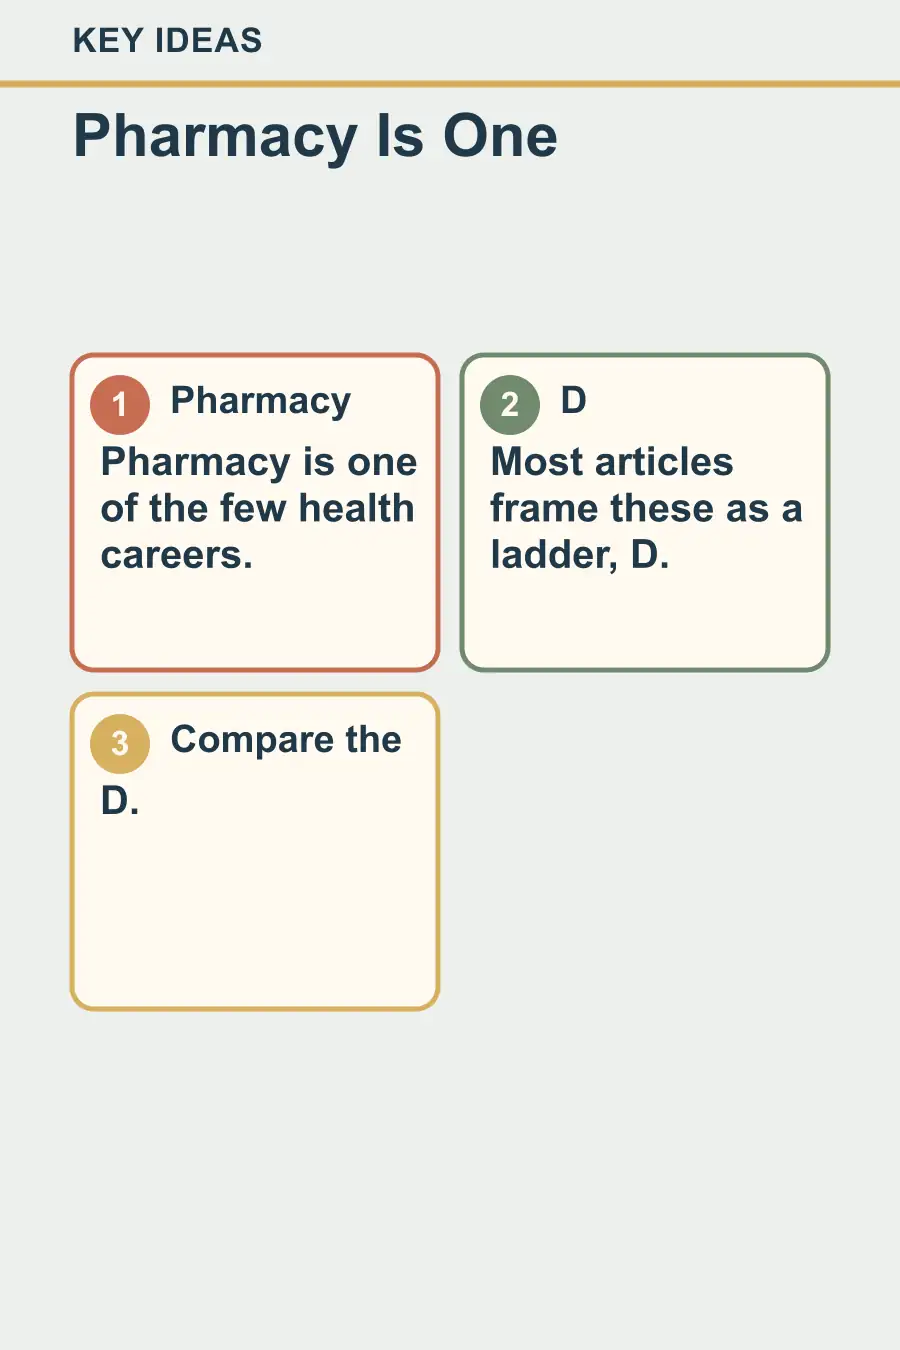 KEY IDEAS
Pharmacy Is One
1 Pharmacy
Pharmacy is one
of the few health
careers.
2 D
Most articles
frame these as a
ladder, D.
3 Compare the
D.